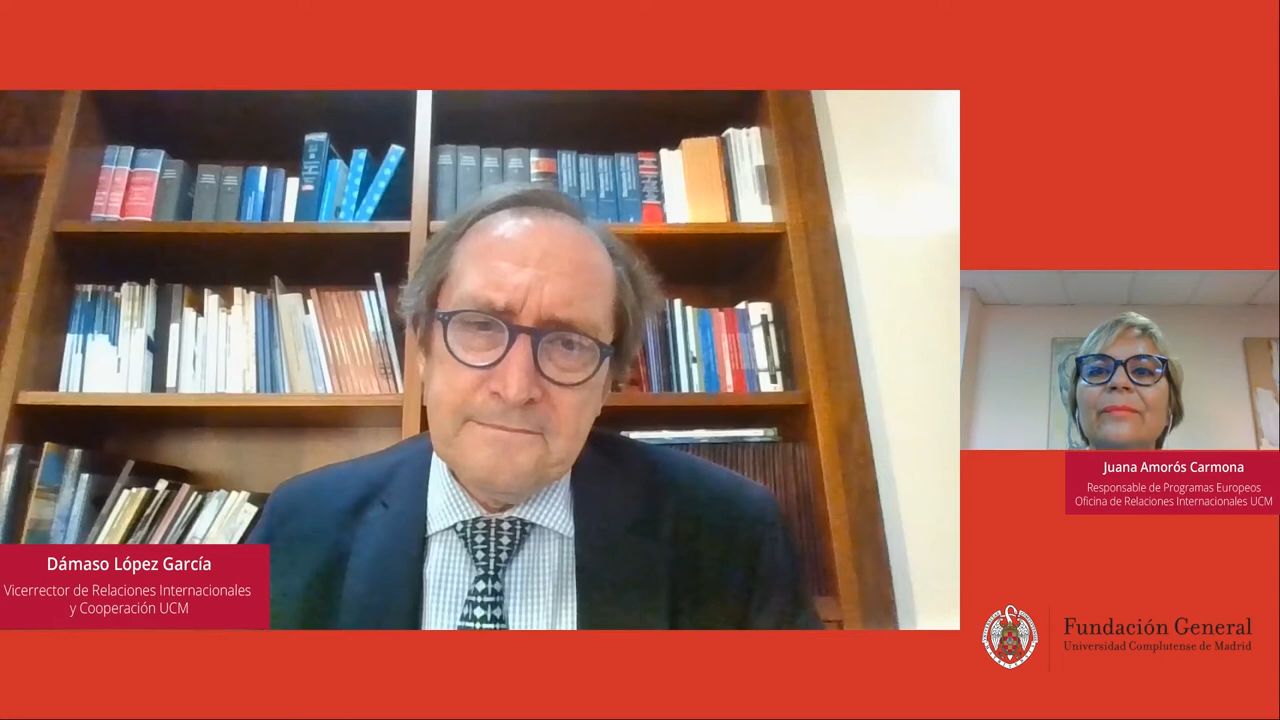 Dámaso López García
Vicerrector de Relaciones Internacionales
y Cooperación UCM
Juana Amorós Carmona
Responsable de Programas Europeos
Oficina de Relaciones Internacionales UCM
Fundación General
Universidad Complutense de Madrid